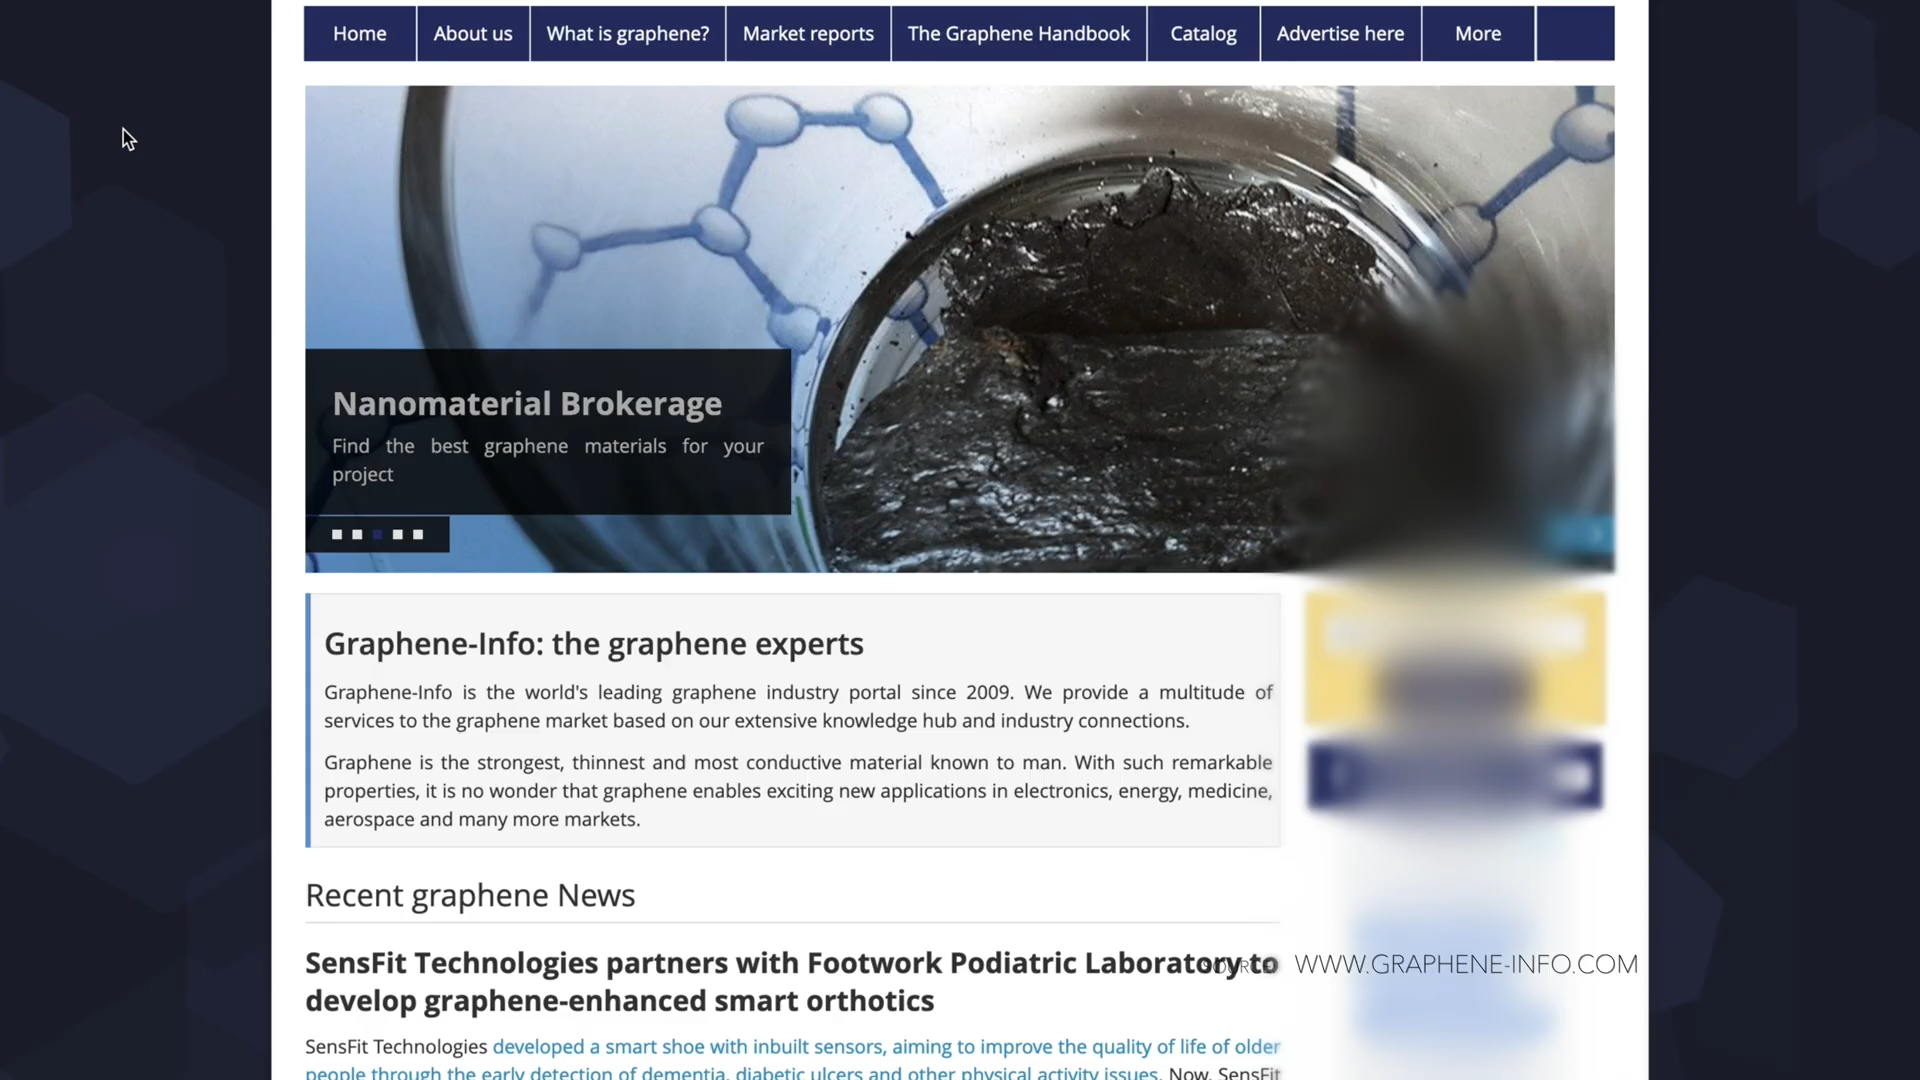 Home About us What is graphene? Market reports The Graphene Handbook Catalog Advertise here More
Nanomaterial Brokerage
Find the best graphene materials for your
project
Graphene-Info: the graphene experts
Graphene-Info is the world's leading graphene industry portal since 2009. We provide a multitude of
services to the graphene market based on our extensive knowledge hub and industry connections.
Graphene is the strongest, thinnest and most conductive material known to man. With such remarkable
properties, it is no wonder that graphene enables exciting new applications in electronics, energy, medicine,
aerospace and many more markets.
Recent graphene News
SensFit Technologies partners with Footwork Podiatric Laboratory to
develop graphene-enhanced smart orthotics
WWW.GRAPHENE-INFO.COM
SensFit Technologies developed a smart shoe with inbuilt sensors, aiming to improve the quality of life of older
people through the early detection of dementia, diabetic ulcers and other physical activity issues. Now, SensFit